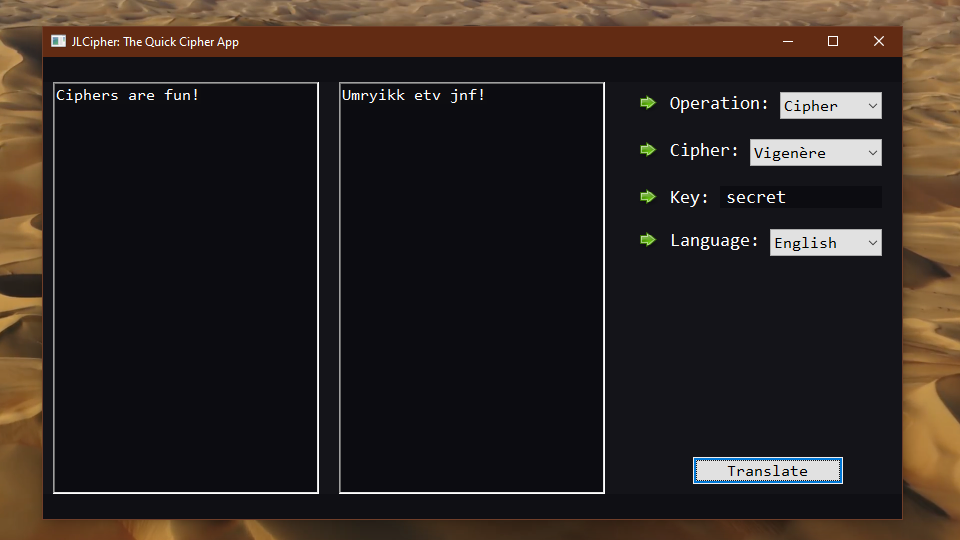 JLCipher: The Quick Cipher App
Ciphers are fun!
Umryikk etv jnf!
Operation: Cipher
Cipher: Vigenère
Key: secret
Language: English
Translate